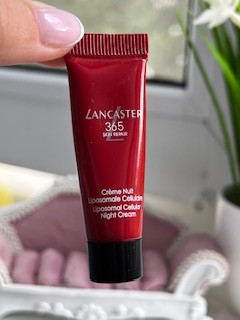 LANCASTER
365
SKIN REPAIR
Crème Nuit
Liposomale Cellulaire
Liposomal Cellular
Night Cream